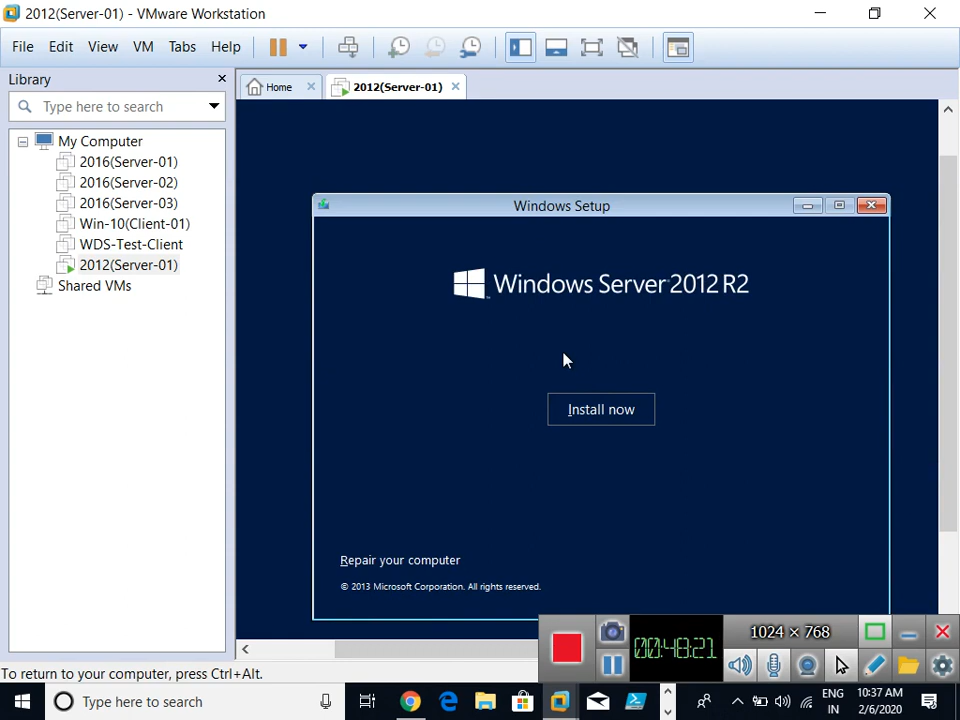 2012(Server-01) - VMware Workstation
File Edit View VM Tabs Help
Library
Type here to search
My Computer
2016(Server-01)
2016(Server-02)
2016(Server-03)
Win-10(Client-01)
WDS-Test-Client
2012(Server-01)
Shared VMs
Home
2012(Server-01)
Windows Setup
Windows Server 2012 R2
Install now
Repair your computer
© 2013 Microsoft Corporation. All rights reserved.
00:48:21
1024 × 768
To return to your computer, press Ctrl+Alt.
Type here to search
ENG
IN
10:37 AM
2/6/2020